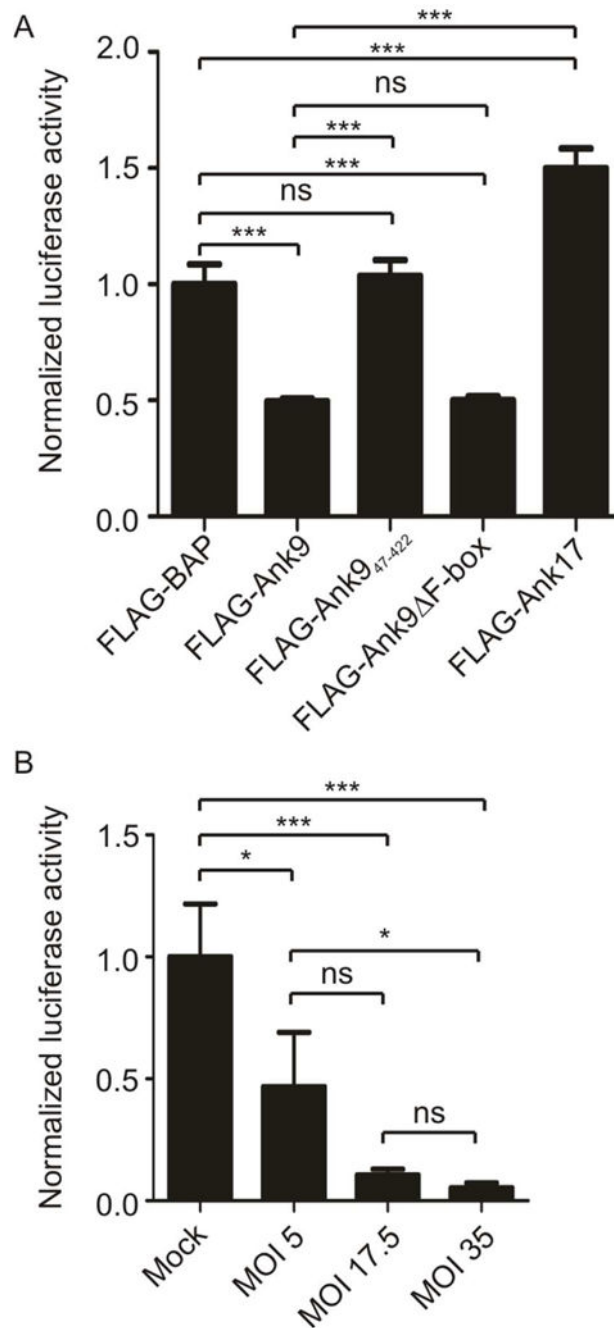 A
***
***
2.0
ns
***
***
1.5
ns
***
1.0
0.5
0.0
Normalized luciferase activity
FLAG-BAP
FLAG-Ank9
FLAG-Ank9₄₇₋₄₂₂
FLAG-Ank9ΔF-box
FLAG-Ank17
B
***
***
1.5
*
*
ns
1.0
0.5
ns
0.0
Normalized luciferase activity
Mock
MOI 5
MOI 17.5
MOI 35